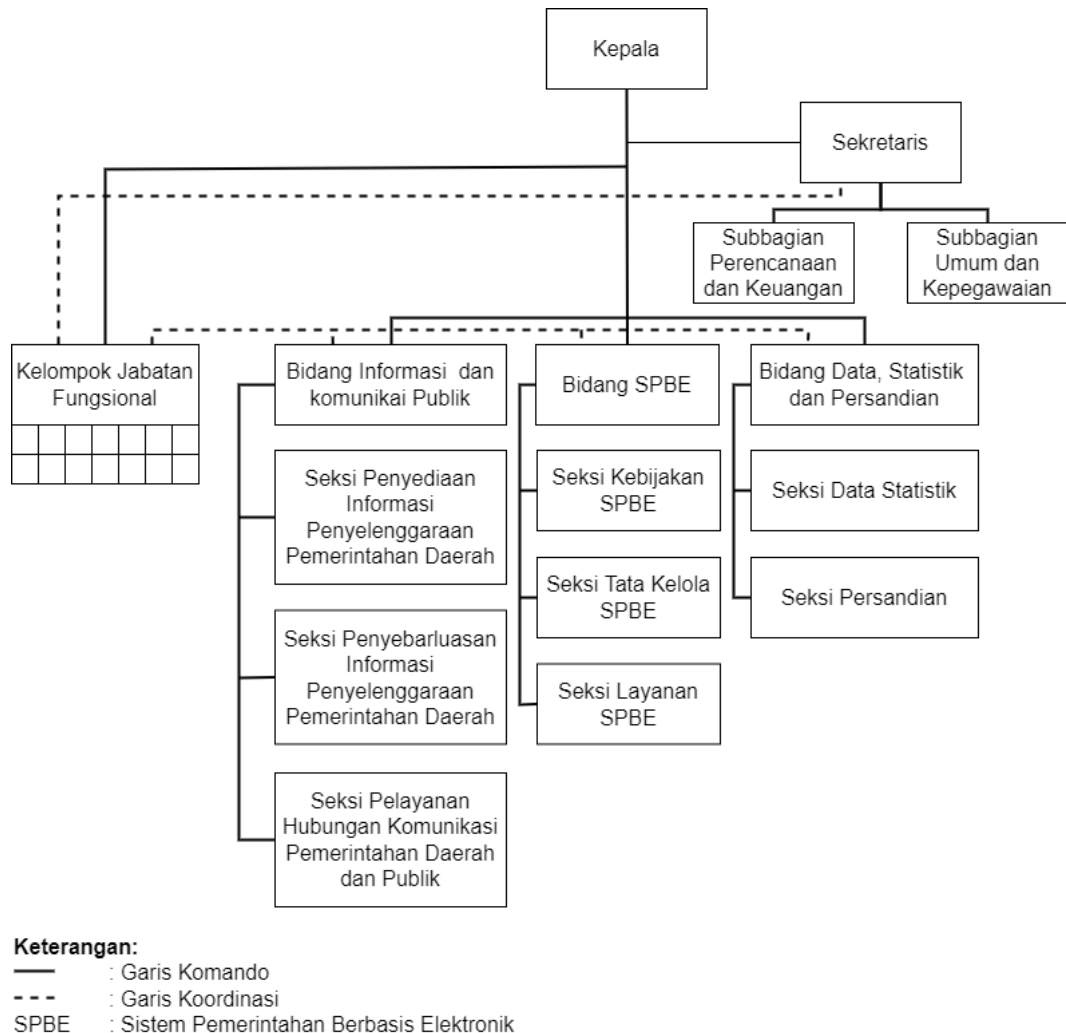 Kepala
Sekretaris
Subbagian
Perencanaan
dan Keuangan
Subbagian
Umum dan
Kepegawaian
Kelompok Jabatan
Fungsional
Bidang Informasi dan
komunikai Publik
Bidang SPBE
Bidang Data, Statistik
dan Persandian
Seksi Penyediaan
Informasi
Penyelenggaraan
Pemerintahan Daerah
Seksi Kebijakan
SPBE
Seksi Data Statistik
Seksi Tata Kelola
SPBE
Seksi Persandian
Seksi Penyebarluasan
Informasi
Penyelenggaraan
Pemerintahan Daerah
Seksi Layanan
SPBE
Seksi Pelayanan
Hubungan Komunikasi
Pemerintahan Daerah
dan Publik
Keterangan:
: Garis Komando
: Garis Koordinasi
SPBE : Sistem Pemerintahan Berbasis Elektronik